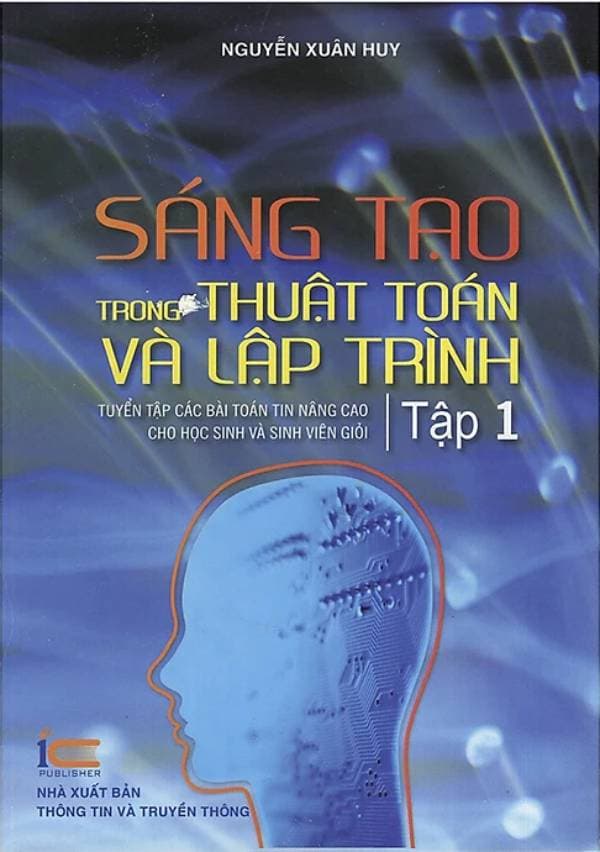 NGUYỄN XUÂN HUY
SÁNG TẠO
TRONG THUẬT TOÁN
VÀ LẬP TRÌNH
TUYỂN TẬP CÁC BÀI TOÁN TIN NÂNG CAO
CHO HỌC SINH VÀ SINH VIÊN GIỎI
Tập 1
ic
PUBLISHER
NHÀ XUẤT BẢN
THÔNG TIN VÀ TRUYỀN THÔNG